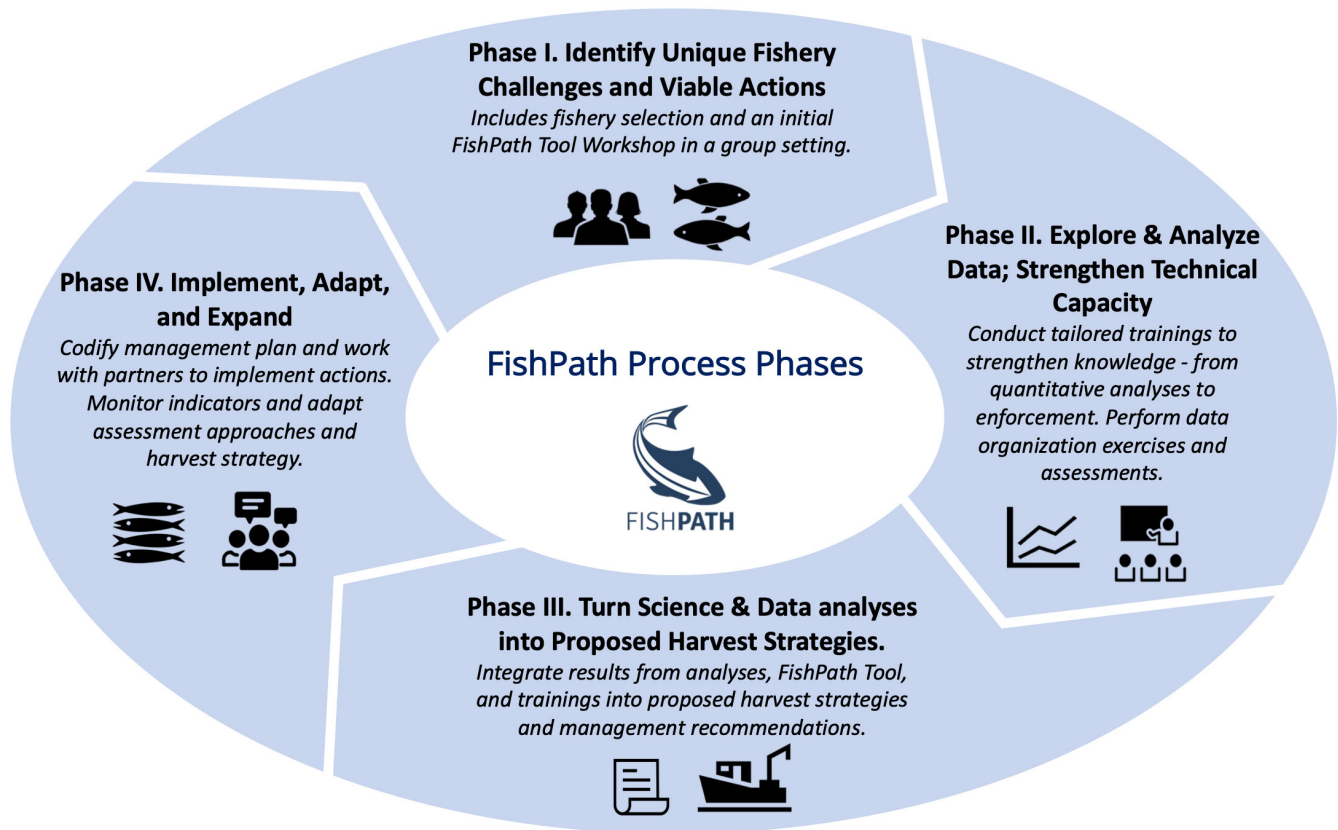 Phase I. Identify Unique Fishery
Challenges and Viable Actions
Includes fishery selection and an initial
FishPath Tool Workshop in a group setting.
Phase II. Explore & Analyze
Data; Strengthen Technical
Capacity
Conduct tailored trainings to
strengthen knowledge - from
quantitative analyses to
enforcement. Perform data
organization exercises and
assessments.
Phase III. Turn Science & Data analyses
into Proposed Harvest Strategies.
Integrate results from analyses, FishPath Tool,
and trainings into proposed harvest strategies
and management recommendations.
Phase IV. Implement, Adapt,
and Expand
Codify management plan and work
with partners to implement actions.
Monitor indicators and adapt
assessment approaches and
harvest strategy.
FishPath Process Phases
FISHPATH